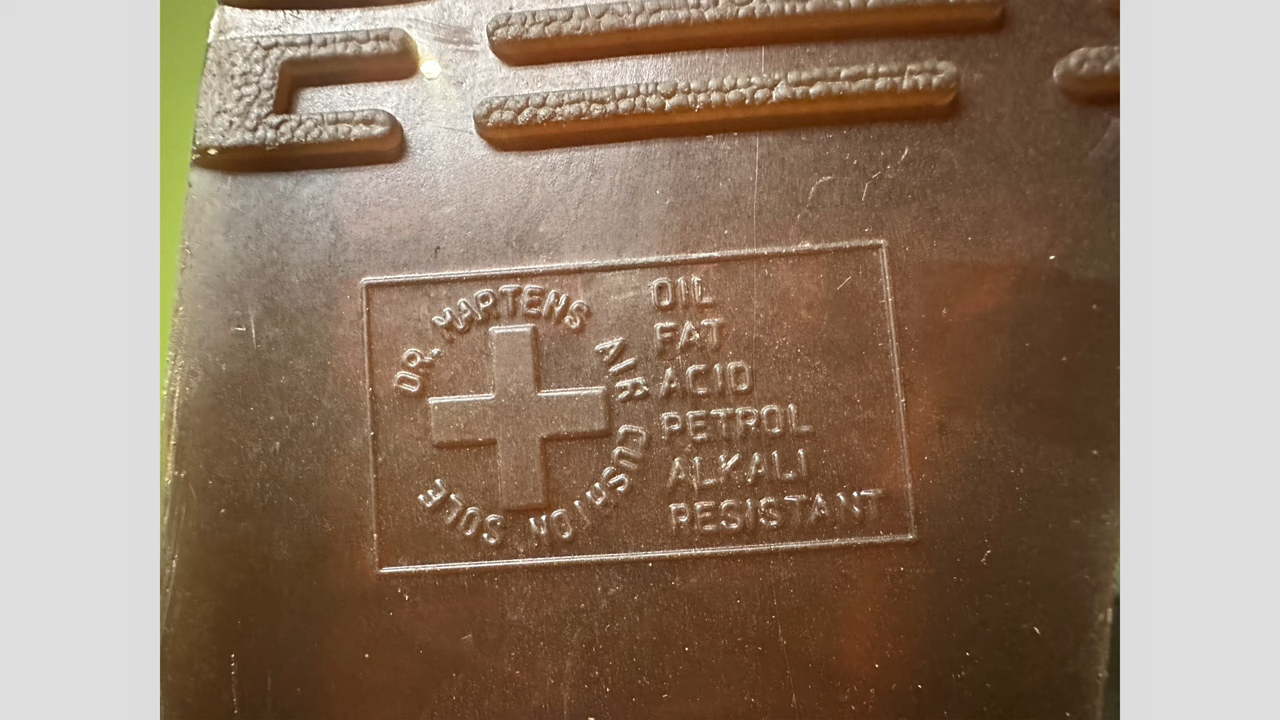 DR. MARTENS AIR CUSHION SOLE
OIL
FAT
ACID
PETROL
ALKALI
RESISTANT